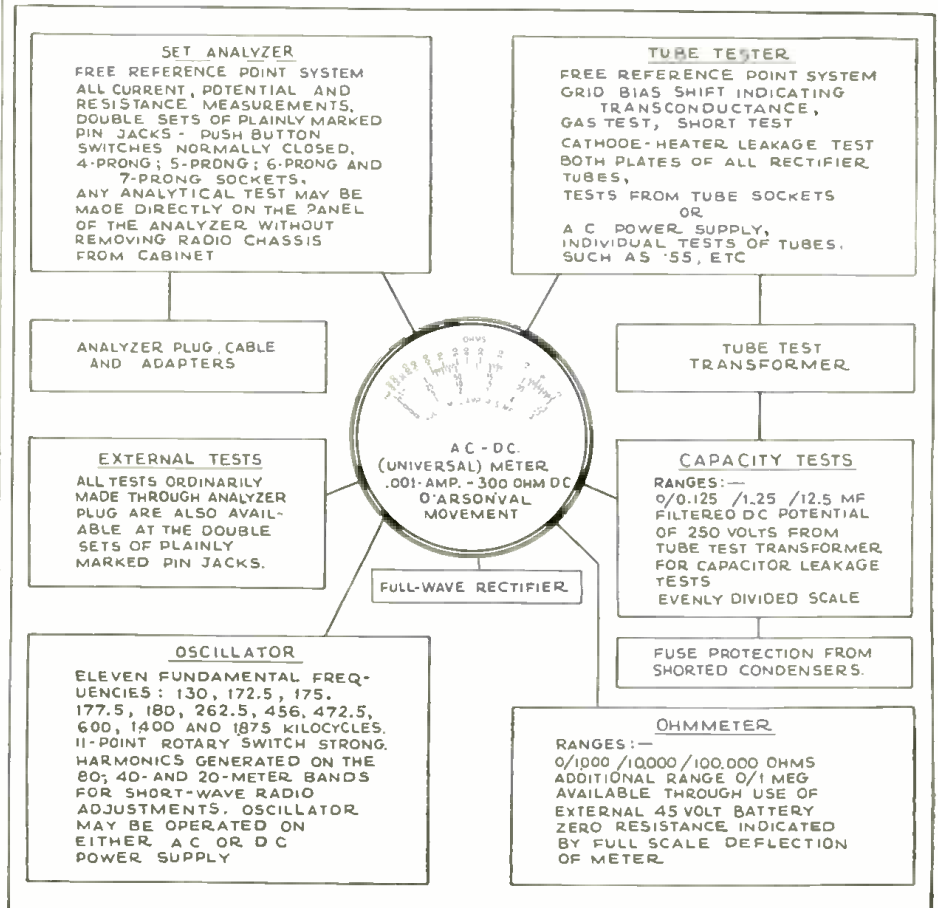 SET ANALYZER
FREE REFERENCE POINT SYSTEM
ALL CURRENT, POTENTIAL AND
RESISTANCE MEASUREMENTS,
DOUBLE SETS OF PLAINLY MARKED
PIN JACKS - PUSH BUTTON
SWITCHES NORMALLY CLOSED.
4-PRONG; 5-PRONG; 6-PRONG AND
7-PRONG SOCKETS,
ANY ANALYTICAL TEST MAY BE
MADE DIRECTLY ON THE PANEL
OF THE ANALYZER WITHOUT
REMOVING RADIO CHASSIS
FROM CABINET
TUBE TESTER
FREE REFERENCE POINT SYSTEM
GRID BIAS SHIFT INDICATING
TRANSCONDUCTANCE,
GAS TEST, SHORT TEST
CATHODE-HEATER LEAKAGE TEST
BOTH PLATES OF ALL RECTIFIER
TUBES,
TESTS FROM TUBE SOCKETS
OR
A C POWER SUPPLY,
INDIVIDUAL TESTS OF TUBES.
SUCH AS '55, ETC
ANALYZER PLUG, CABLE
AND ADAPTERS
OHMS
TUBE TEST
TRANSFORMER
A C - D C.
(UNIVERSAL) METER
.001-AMP. - 300 OHM DC
D'ARSONVAL
MOVEMENT
EXTERNAL TESTS
ALL TESTS ORDINARILY
MADE THROUGH ANALYZER
PLUG ARE ALSO AVAIL-
ABLE AT THE DOUBLE
SETS OF PLAINLY
MARKED PIN JACKS.
CAPACITY TESTS
RANGES:—
0/0.125 /1.25 /12.5 MF
FILTERED DC POTENTIAL
OF 250 VOLTS FROM
TUBE TEST TRANSFORMER
FOR CAPACITOR LEAKAGE
TESTS
EVENLY DIVIDED SCALE
FULL-WAVE RECTIFIER
FUSE PROTECTION FROM
SHORTED CONDENSERS.
OSCILLATOR
ELEVEN FUNDAMENTAL FREQ-
UENCIES: 130, 172.5, 175.
177.5, 180, 262.5, 456, 472.5,
600, 1400 AND 1875 KILOCYCLES.
11-POINT ROTARY SWITCH STRONG.
HARMONICS GENERATED ON THE
80; 40- AND 20-METER BANDS
FOR SHORT-WAVE RADIO
ADJUSTMENTS. OSCILLATOR
MAY BE OPERATED ON
EITHER A C OR D C
POWER SUPPLY
OHMMETER
RANGES:—
0/1000 /10000 /100.000 OHMS
ADDITIONAL RANGE 0/1 MEG
AVAILABLE THROUGH USE OF
EXTERNAL 45 VOLT BATTERY
ZERO RESISTANCE INDICATED
BY FULL SCALE DEFLECTION
OF METER